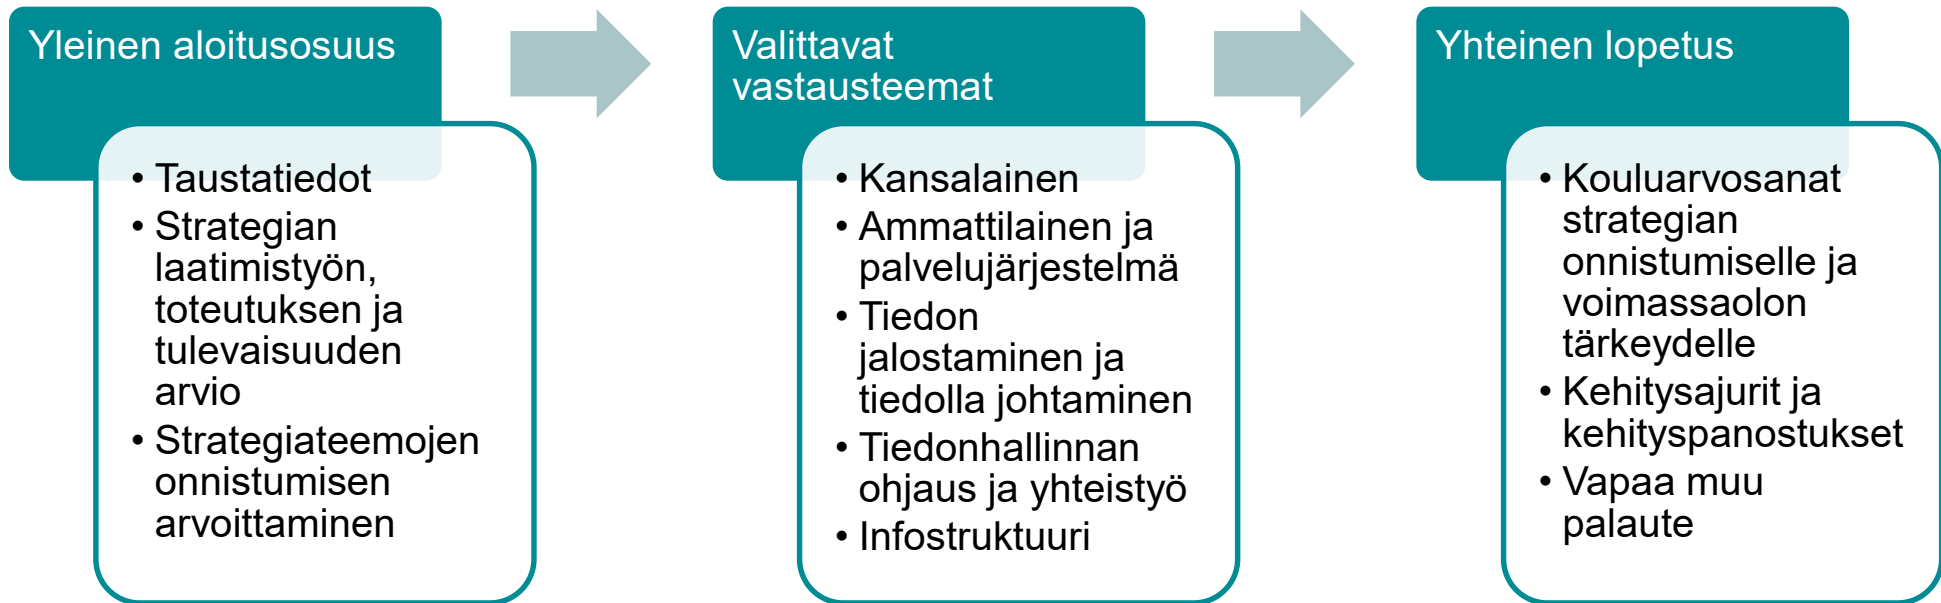 Yleinen aloitusosuus
• Taustatiedot
• Strategian
laatimistyön,
toteutuksen ja
tulevaisuuden
arvio
• Strategiateemojen
onnistumisen
arvoittaminen
Valittavat
vastausteemat
• Kansalainen
• Ammattilainen ja
palvelujärjestelmä
• Tiedon
jalostaminen ja
tiedolla johtaminen
• Tiedonhallinnan
ohjaus ja yhteistyö
• Infostruktuuri
Yhteinen lopetus
• Kouluarvosanat
strategian
onnistumiselle ja
voimassaolon
tärkeydelle
• Kehitysajurit ja
kehityspanostukset
• Vapaa muu
palaute